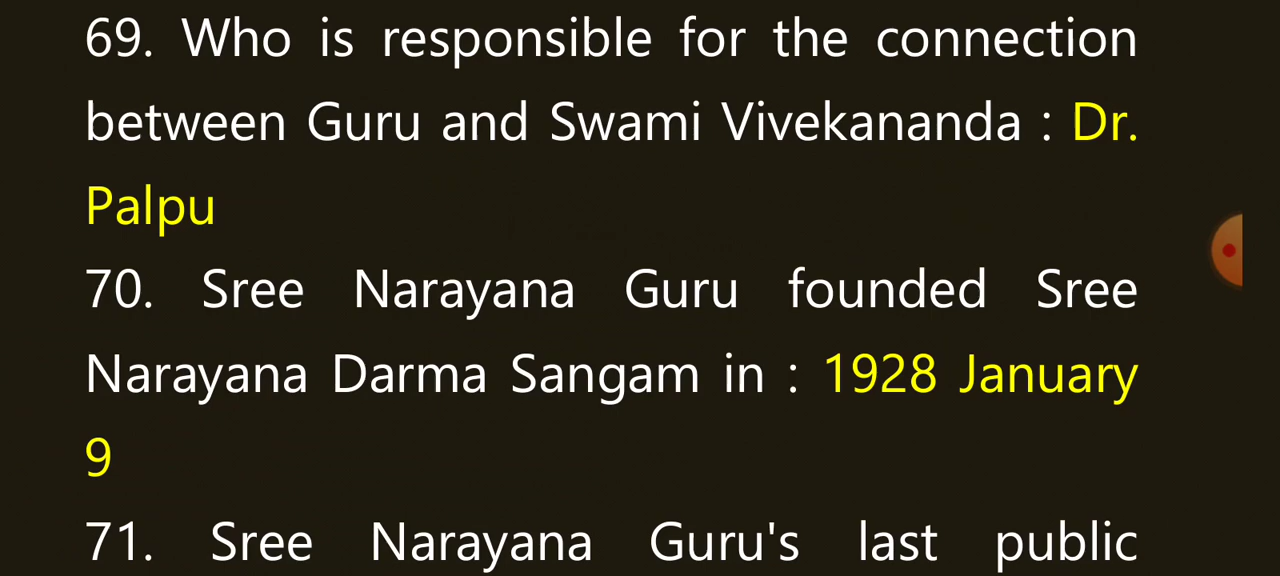 69. Who is responsible for the connection
between Guru and Swami Vivekananda : Dr.
Palpu
70. Sree Narayana Guru founded Sree
Narayana Darma Sangam in : 1928 January
9
71. Sree Narayana Guru's last public